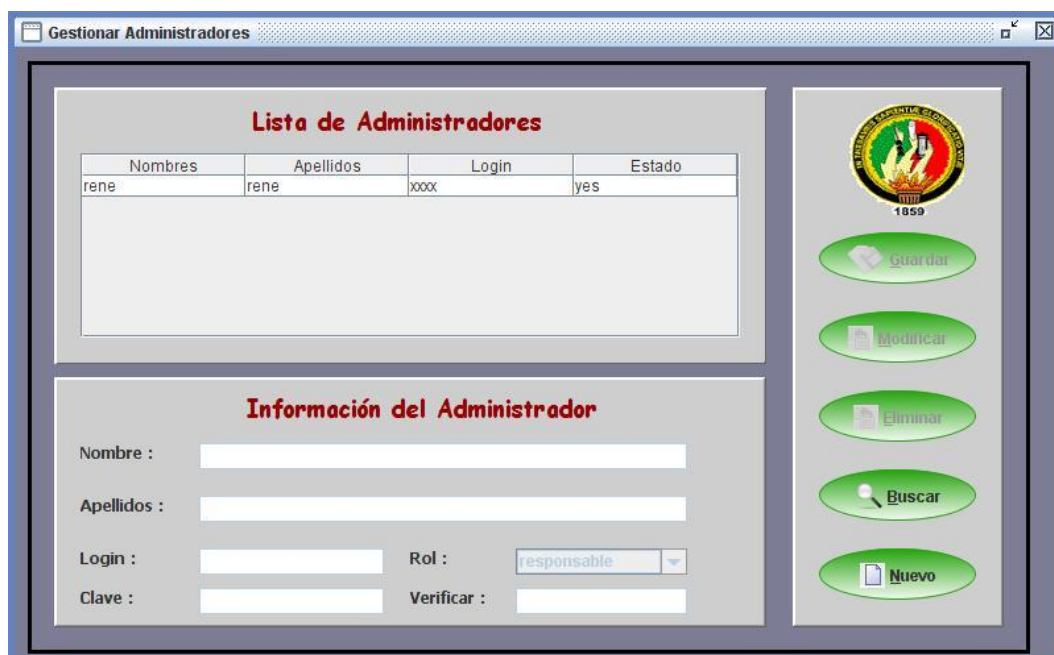 Gestionar Administradores
Lista de Administradores
Nombres Apellidos Login Estado
rene rene xxxx yes
Información del Administrador
Nombre :
Apellidos :
Login : Rol : responsable
Clave : Verificar :
1859
Guardar
Modificar
Eliminar
Buscar
Nuevo